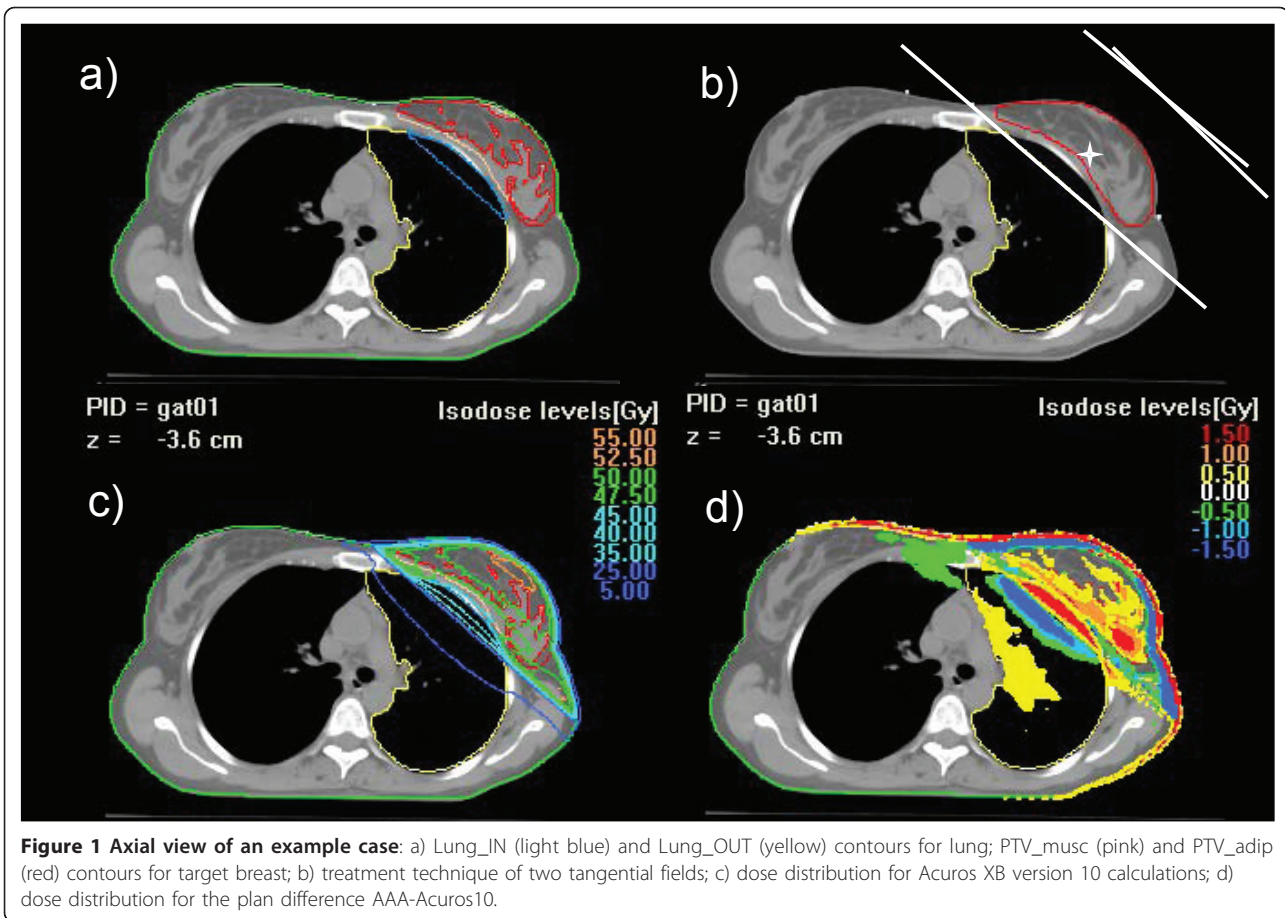 a)
b)
PID = gat01
z = -3.6 cm
Isodose levels[Gy]
55.00
52.50
50.00
47.50
45.00
40.00
35.00
25.00
5.00
PID = gat01
z = -3.6 cm
Isodose levels[Gy]
1.50
1.00
0.50
0.00
-0.50
-1.00
-1.50
c)
d)
Figure 1 Axial view of an example case: a) Lung_IN (light blue) and Lung_OUT (yellow) contours for lung; PTV_musc (pink) and PTV_adip
(red) contours for target breast; b) treatment technique of two tangential fields; c) dose distribution for Acuros XB version 10 calculations; d)
dose distribution for the plan difference AAA-Acuros10.